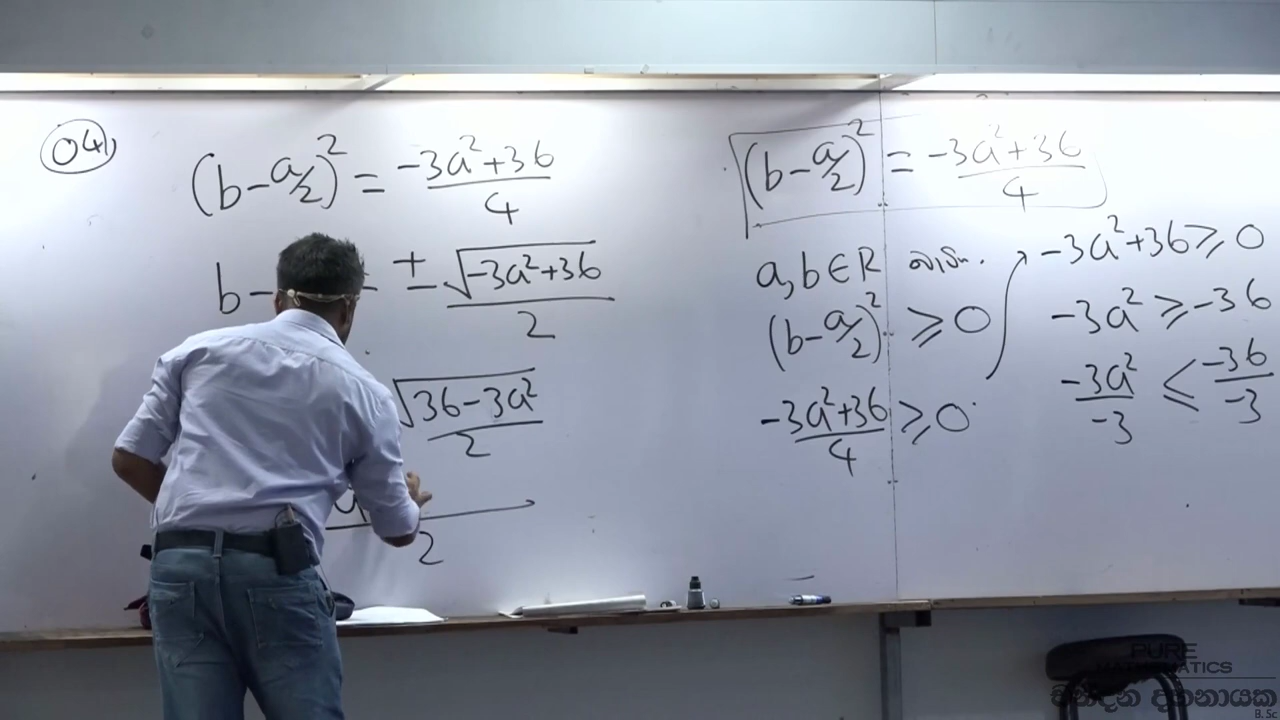 04)
(b - a/2)² = (-3a² + 36)/4
b - = ± √(-3a² + 36)/2
√(36 - 3a²)/2
2
(b - a/2)² = (-3a² + 36)/4
a, b ∈ R
(b - a/2)² ≥ 0
(-3a² + 36)/4 ≥ 0
-3a² + 36 ≥ 0
-3a² ≥ -36
-3a²/-3 ≤ -36/-3
PURE
MATHEMATICS
B.Sc